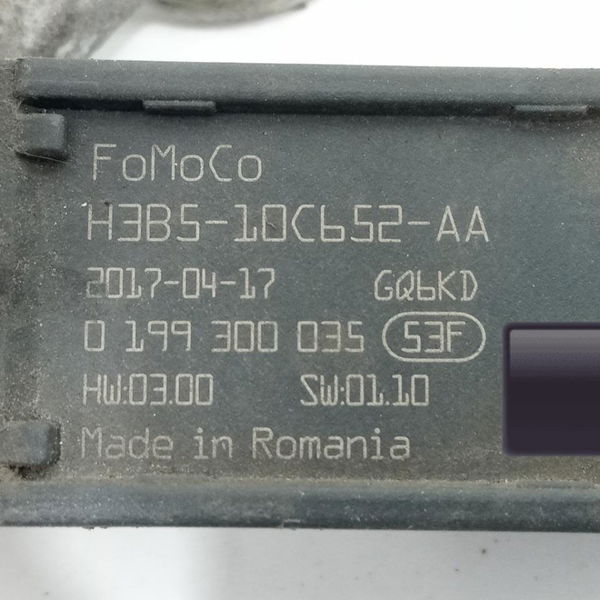 FoMoCo
H3B5-10C652-AA
2017-04-17 GQ6KD
0 199 300 035 53F
HW:03.00 SW:01.10
Made in Romania